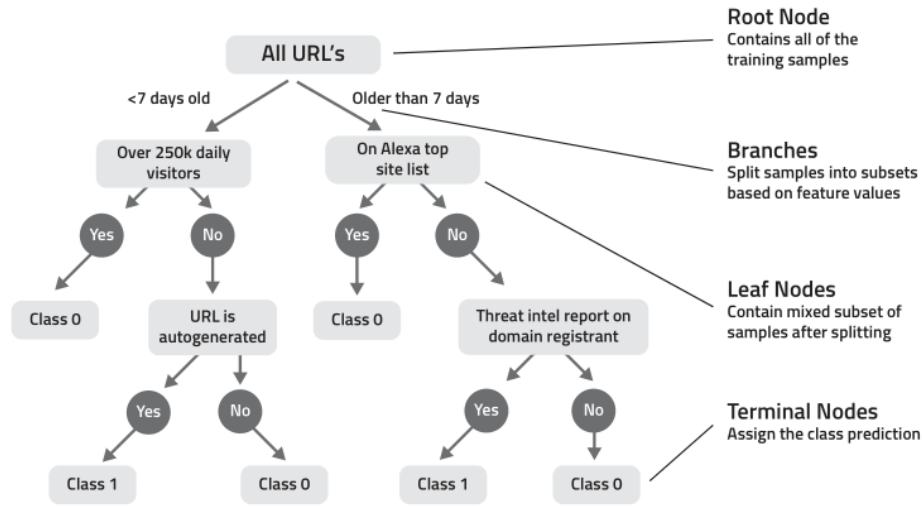 All URL's
<7 days old
Older than 7 days
Over 250k daily
visitors
On Alexa top
site list
Yes
No
Yes
No
Class 0
URL is
autogenerated
Class 0
Threat intel report on
domain registrant
Yes
No
Yes
No
Class 1
Class 0
Class 1
Class 0
Root Node
Contains all of the
training samples
Branches
Split samples into subsets
based on feature values
Leaf Nodes
Contain mixed subset of
samples after splitting
Terminal Nodes
Assign the class prediction